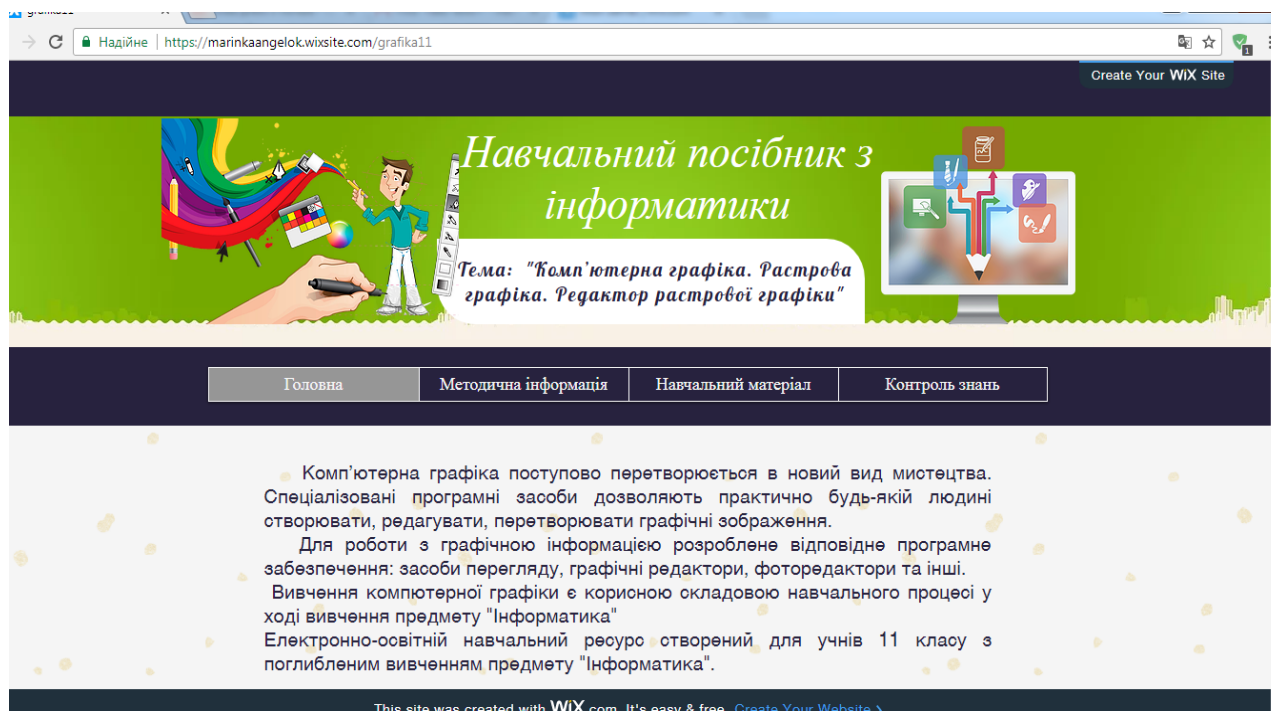 Надійне | https://marinkaangelok.wixsite.com/grafika11
1
Create Your WiX Site
Навчальний посібник з
інформатики
Тема: "Комп'ютерна графіка. Растрова
графіка. Редактор растрової графіки"
Головна Методична інформація Навчальний матеріал Контроль знань
Комп'ютерна графіка поступово перетворюється в новий вид мистецтва.
Спеціалізовані програмні засоби дозволяють практично будь-якій людині
створювати, редагувати, перетворювати графічні зображення.
Для роботи з графічною інформацією розроблене відповідне програмне
забезпечення: засоби перегляду, графічні редактори, фоторедактори та інші.
Вивчення компютерної графіки є корисною складовою навчального процесі у
ході вивчення предмету "Інформатика"
Електронно-освітній навчальний ресурс створений для учнів 11 класу з
поглибленим вивченням предмету "Інформатика".
This site was created with WiX.com. It's easy & free. Create Your Website >